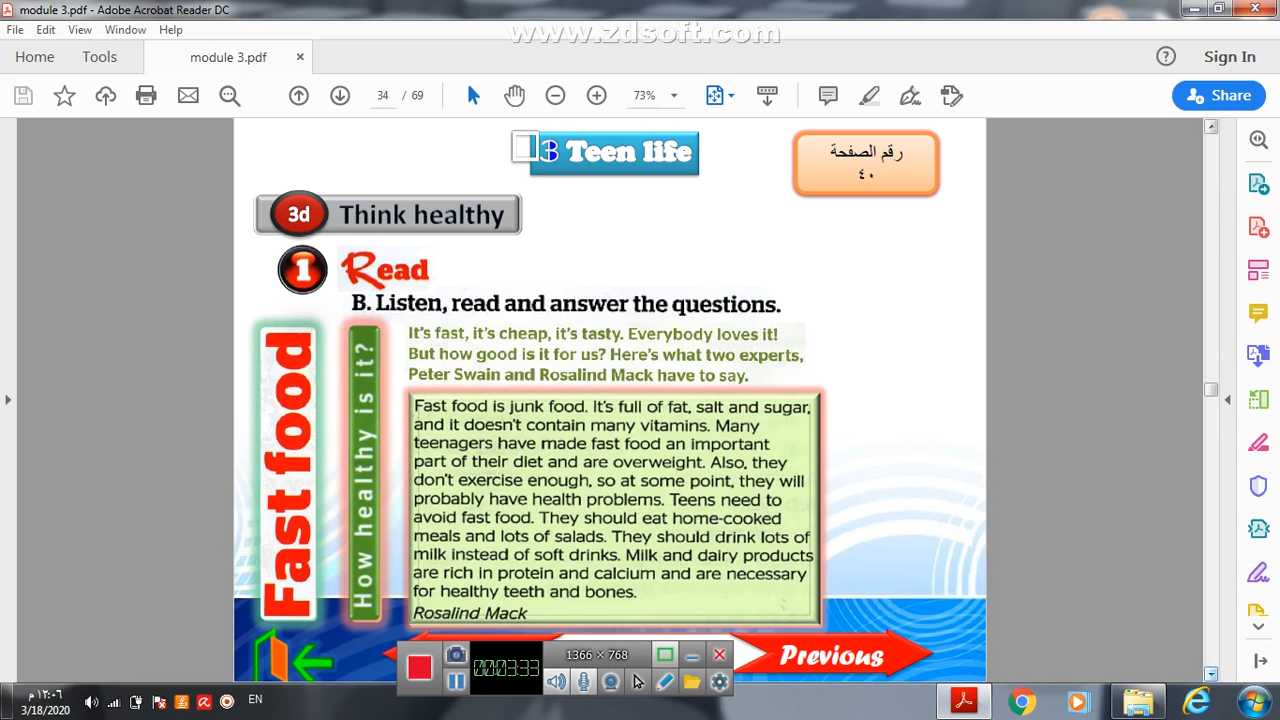 module 3.pdf - Adobe Acrobat Reader DC
www.zdsoft.com
File Edit View Window Help
Home Tools module 3.pdf × Sign In
34 / 69 73% Share
3 Teen life
رقم الصفحة
٤٠
3d Think healthy
1 Read
B. Listen, read and answer the questions.
Fast food
How healthy is it?
It's fast, it's cheap, it's tasty. Everybody loves it!
But how good is it for us? Here's what two experts,
Peter Swain and Rosalind Mack have to say.
Fast food is junk food. It's full of fat, salt and sugar,
and it doesn't contain many vitamins. Many
teenagers have made fast food an important
part of their diet and are overweight. Also, they
don't exercise enough, so at some point, they will
probably have health problems. Teens need to
avoid fast food. They should eat home-cooked
meals and lots of salads. They should drink lots of
milk instead of soft drinks. Milk and dairy products
are rich in protein and calcium and are necessary
for healthy teeth and bones.
Rosalind Mack
Previous
00:03:33
1366 × 768
EN
١٢:٠٦ م
3/18/2020